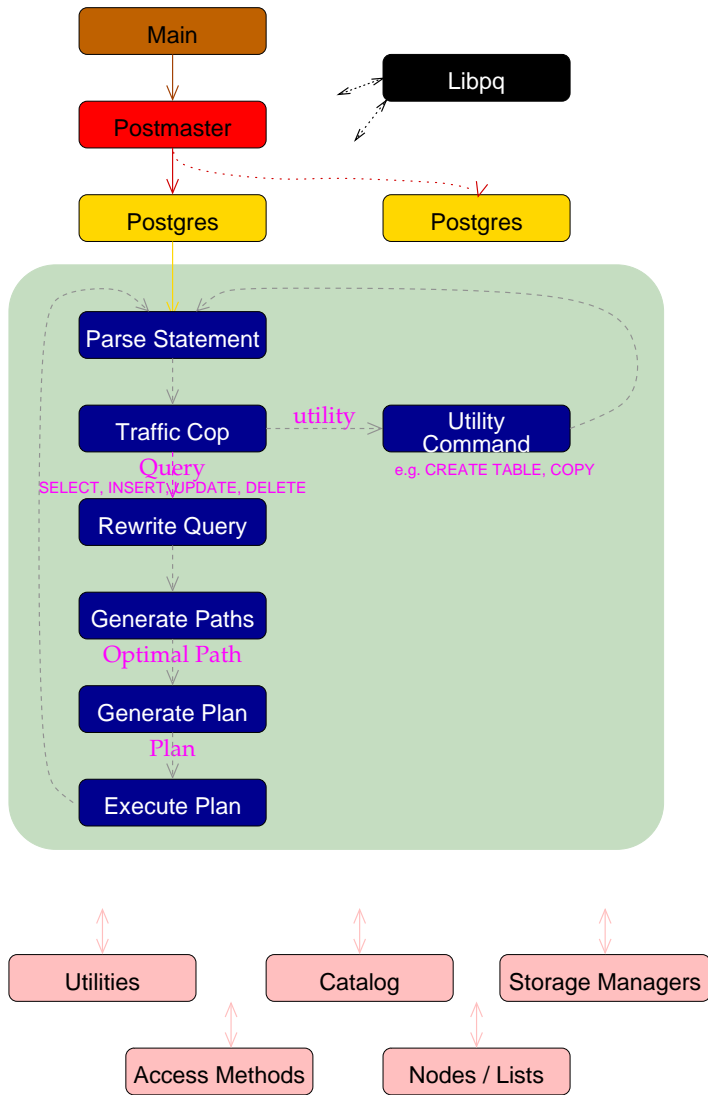 Main
Libpq
Postmaster
Postgres
Postgres
Parse Statement
Traffic Cop
utility
Utility
Command
Query
SELECT, INSERT, UPDATE, DELETE
e.g. CREATE TABLE, COPY
Rewrite Query
Generate Paths
Optimal Path
Generate Plan
Plan
Execute Plan
Utilities
Catalog
Storage Managers
Access Methods
Nodes / Lists